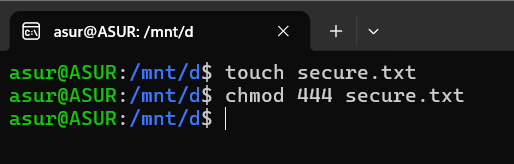 asur@ASUR: /mnt/d
asur@ASUR:/mnt/d$ touch secure.txt
asur@ASUR:/mnt/d$ chmod 444 secure.txt
asur@ASUR:/mnt/d$